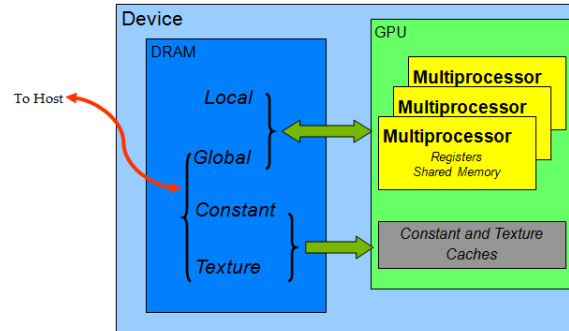 Device
DRAM
GPU
To Host
Local
Global
Constant
Texture
Multiprocessor
Multiprocessor
Multiprocessor
Registers
Shared Memory
Constant and Texture
Caches